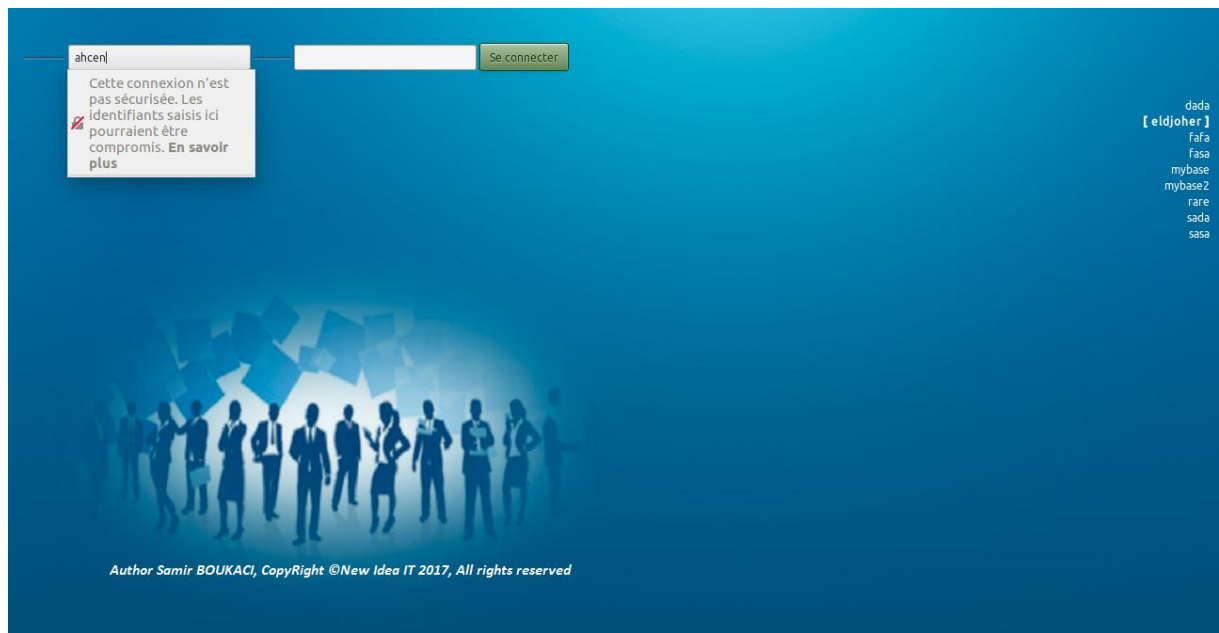 ahcen
Se connecter
Cette connexion n'est
pas sécurisée. Les
identifiants saisis ici
pourraient être
compromis. En savoir
plus
dada
[ eldjoher ]
fafa
fasa
mybase
mybase2
rare
sada
sasa
Author Samir BOUKACI, CopyRight ©New Idea IT 2017, All rights reserved